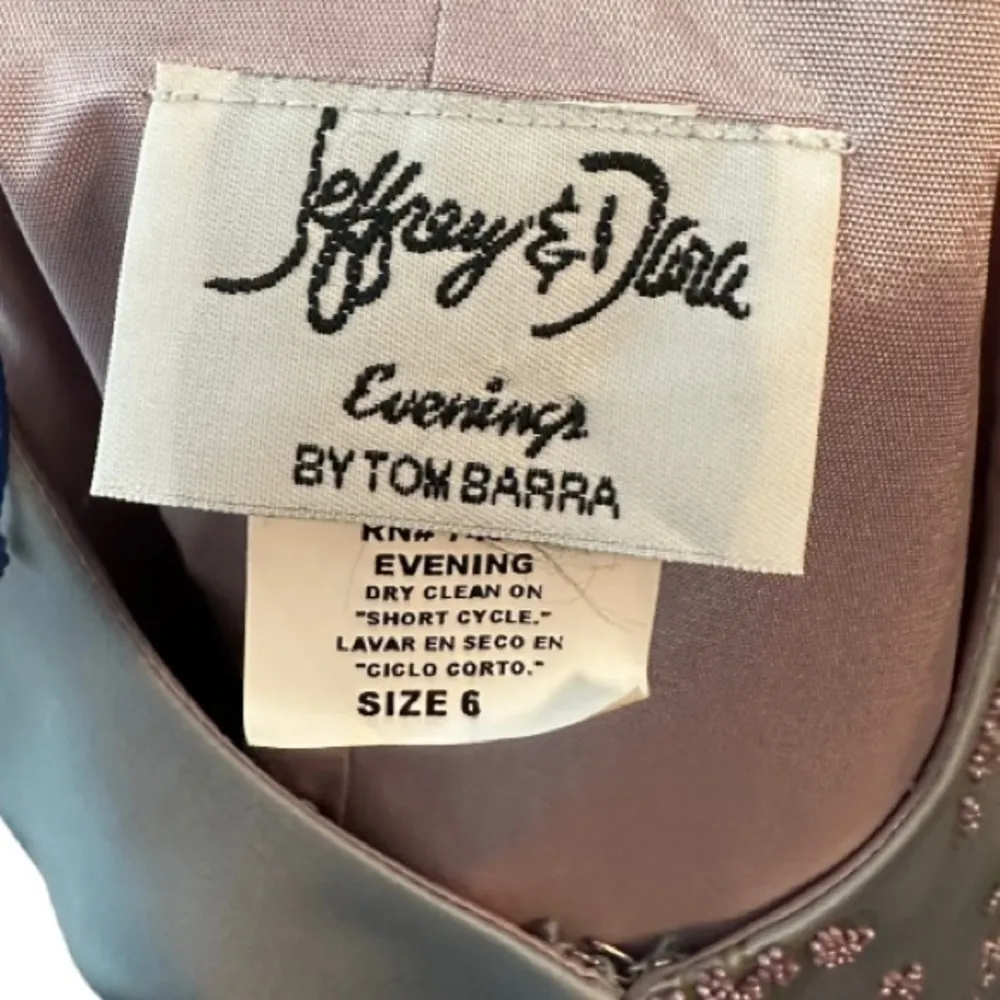 Jeffrey & Dara
Evenings
BY TOM BARRA
RN#
EVENING
DRY CLEAN ON
"SHORT CYCLE."
LAVAR EN SECO EN
"CICLO CORTO."
SIZE 6